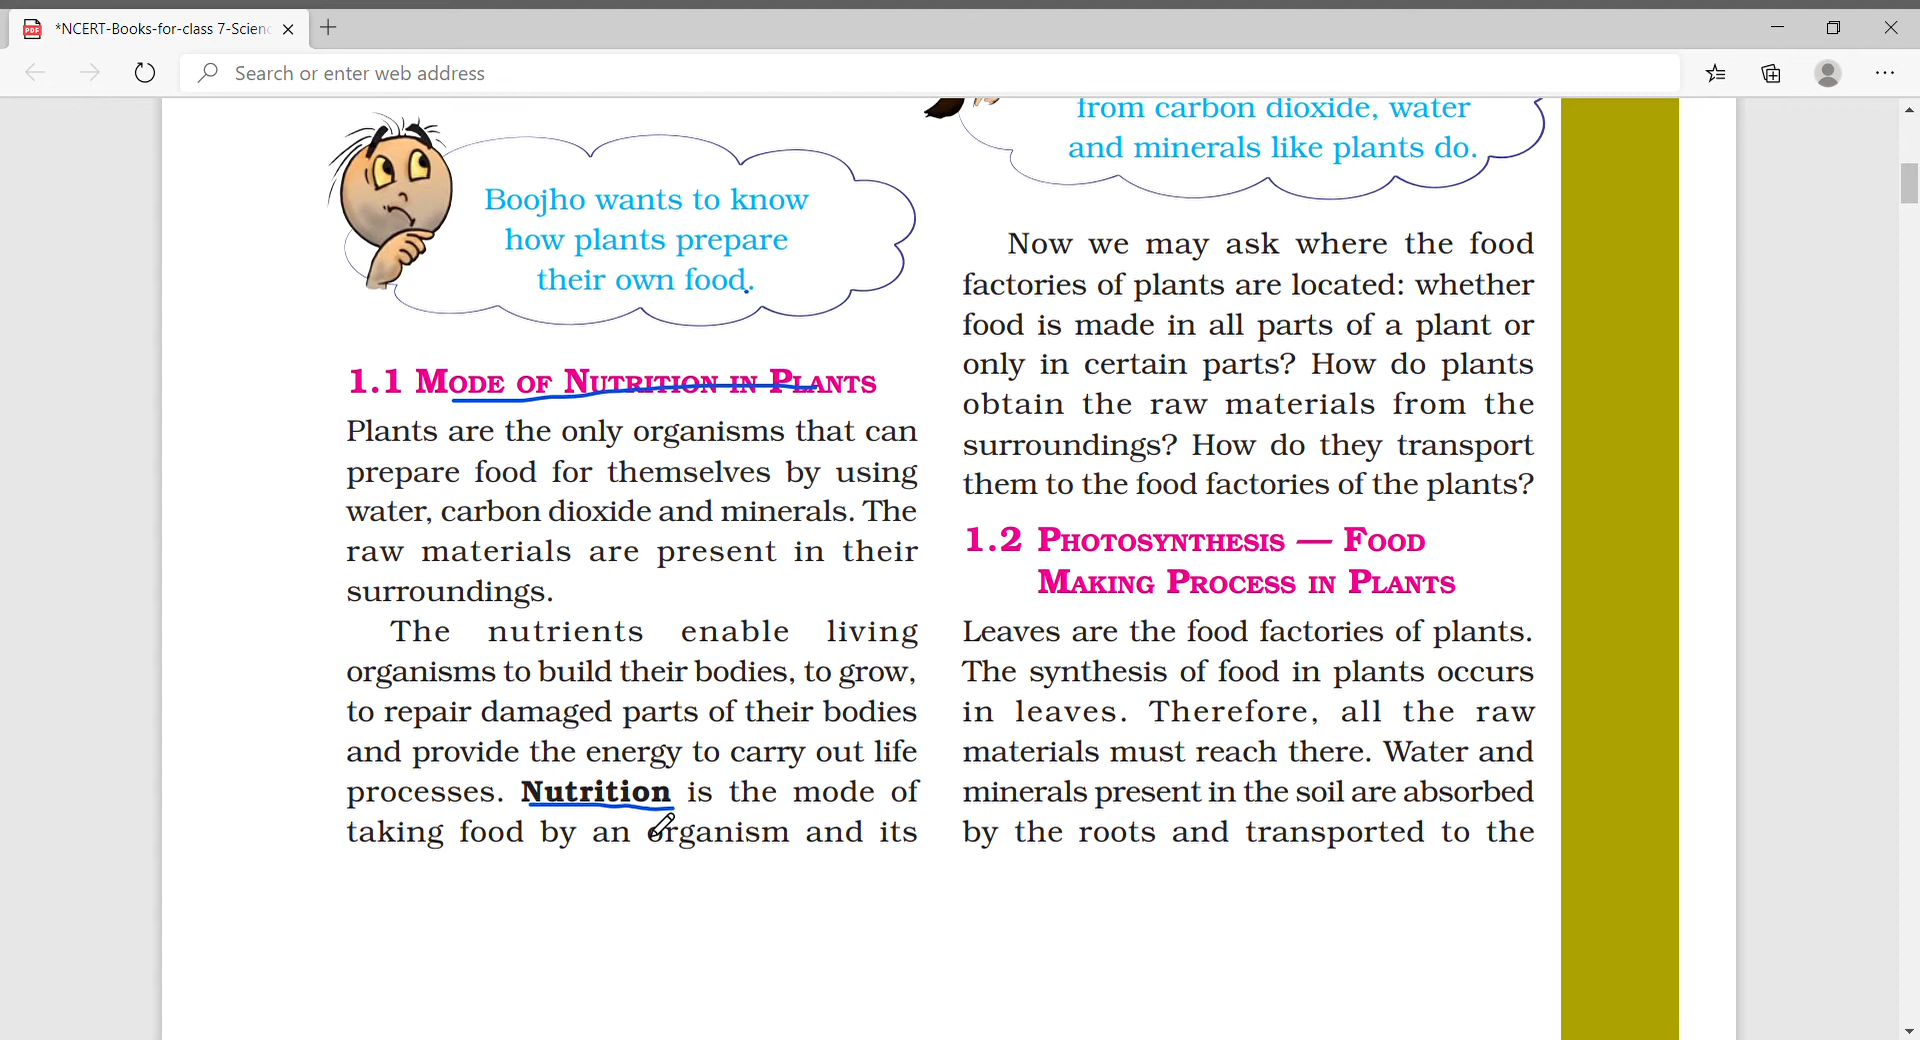 *NCERT-Books-for-class 7-Scien
Search or enter web address
Boojho wants to know
how plants prepare
their own food.
1.1 MODE OF NUTRITION IN PLANTS
Plants are the only organisms that can
prepare food for themselves by using
water, carbon dioxide and minerals. The
raw materials are present in their
surroundings.
The nutrients enable living
organisms to build their bodies, to grow,
to repair damaged parts of their bodies
and provide the energy to carry out life
processes. Nutrition is the mode of
taking food by an organism and its
from carbon dioxide, water
and minerals like plants do.
Now we may ask where the food
factories of plants are located: whether
food is made in all parts of a plant or
only in certain parts? How do plants
obtain the raw materials from the
surroundings? How do they transport
them to the food factories of the plants?
1.2 PHOTOSYNTHESIS — FOOD
MAKING PROCESS IN PLANTS
Leaves are the food factories of plants.
The synthesis of food in plants occurs
in leaves. Therefore, all the raw
materials must reach there. Water and
minerals present in the soil are absorbed
by the roots and transported to the